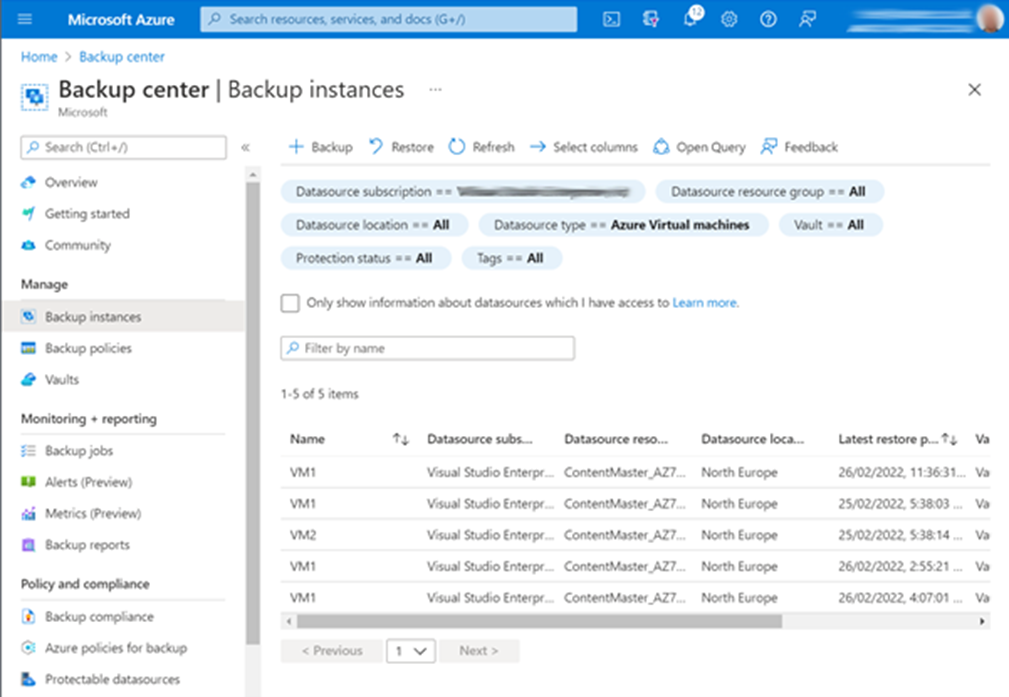 Microsoft Azure
Search resources, services, and docs (G+/)
12
Home > Backup center
Backup center | Backup instances ...
Microsoft
Search (Ctrl+/)
«
Overview
Getting started
Community
Manage
Backup instances
Backup policies
Vaults
Monitoring + reporting
Backup jobs
Alerts (Preview)
Metrics (Preview)
Backup reports
Policy and compliance
Backup compliance
Azure policies for backup
Protectable datasources
+ Backup Restore Refresh Select columns Open Query Feedback
Datasource subscription == Datasource resource group == All
Datasource location == All Datasource type == Azure Virtual machines Vault == All
Protection status == All Tags == All
Only show information about datasources which I have access to Learn more.
Filter by name
1-5 of 5 items
Name Datasource subs... Datasource reso... Datasource loca... Latest restore p... Va
VM1 Visual Studio Enterpr... ContentMaster_AZ7... North Europe 26/02/2022, 11:36:31... Va
VM1 Visual Studio Enterpr... ContentMaster_AZ7... North Europe 25/02/2022, 5:38:03 ... Va
VM2 Visual Studio Enterpr... ContentMaster_AZ7... North Europe 25/02/2022, 5:38:14 ... Va
VM1 Visual Studio Enterpr... ContentMaster_AZ7... North Europe 26/02/2022, 2:55:21 ... Va
VM1 Visual Studio Enterpr... ContentMaster_AZ7... North Europe 26/02/2022, 4:07:01 ... Va
< Previous 1 Next >